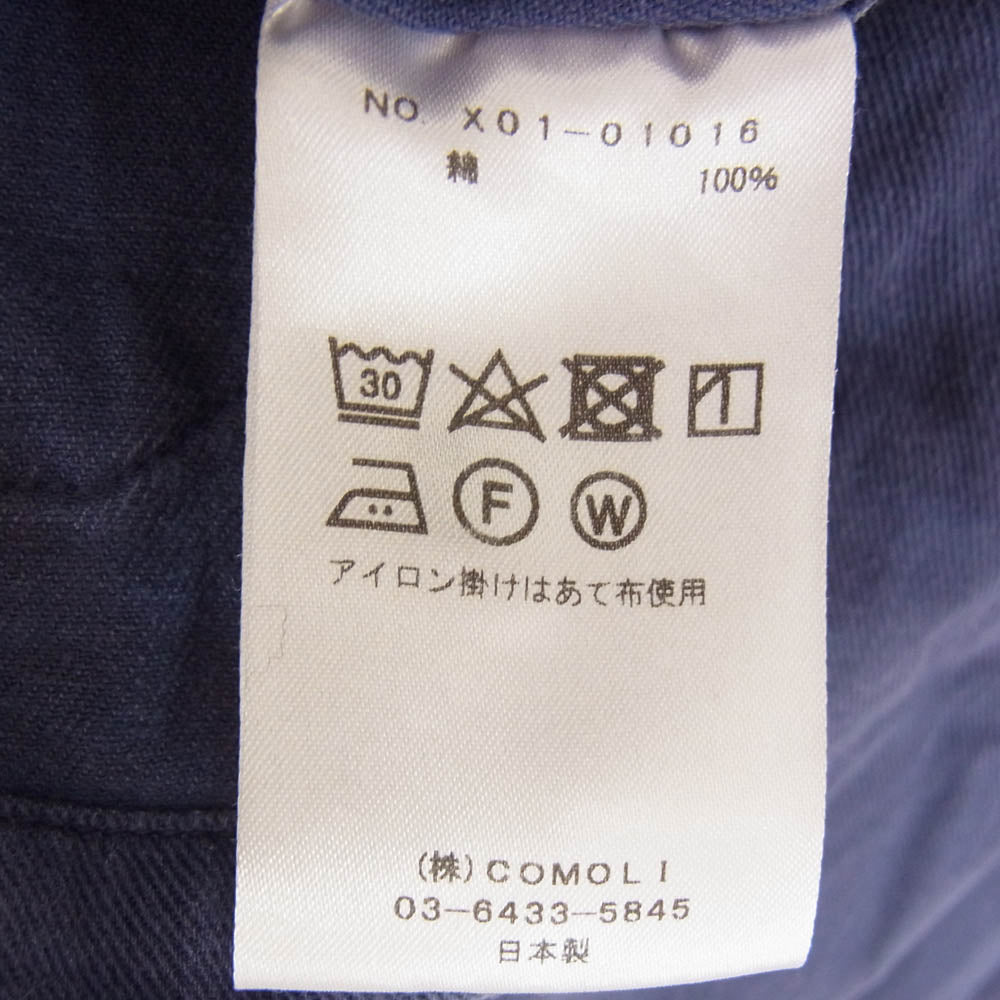 NO. X01-01016
綿 100%
30
F W
アイロン掛けはあて布使用
(株)COMOLI
03-6433-5845
日本製